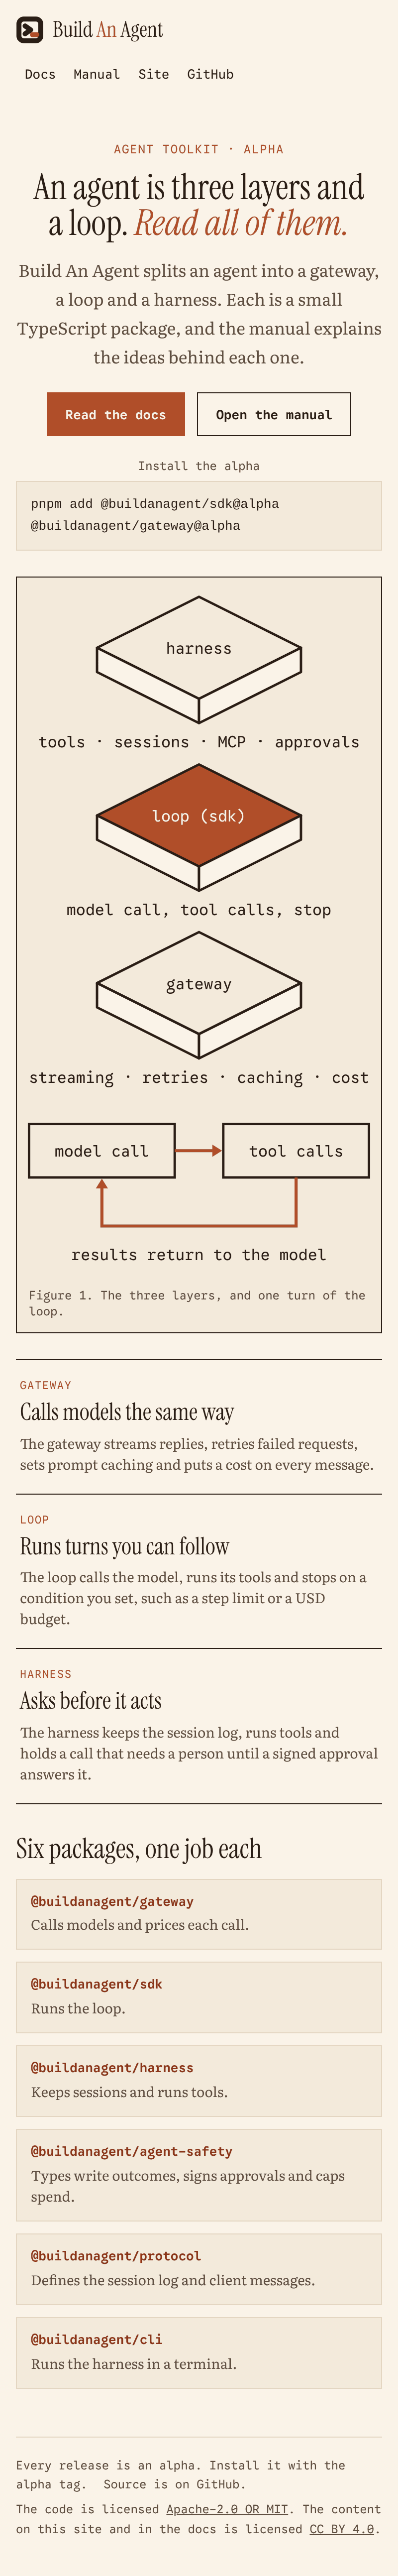 Build An Agent
Docs Manual Site GitHub
AGENT TOOLKIT · ALPHA
An agent is three layers and
a loop. Read all of them.
Build An Agent splits an agent into a gateway,
a loop and a harness. Each is a small
TypeScript package, and the manual explains
the ideas behind each one.
Read the docs Open the manual
Install the alpha
pnpm add @buildanagent/sdk@alpha
@buildanagent/gateway@alpha
harness
tools · sessions · MCP · approvals
loop (sdk)
model call, tool calls, stop
gateway
streaming · retries · caching · cost
model call tool calls
results return to the model
Figure 1. The three layers, and one turn of the
loop.
GATEWAY
Calls models the same way
The gateway streams replies, retries failed requests,
sets prompt caching and puts a cost on every message.
LOOP
Runs turns you can follow
The loop calls the model, runs its tools and stops on a
condition you set, such as a step limit or a USD
budget.
HARNESS
Asks before it acts
The harness keeps the session log, runs tools and
holds a call that needs a person until a signed approval
answers it.
Six packages, one job each
@buildanagent/gateway
Calls models and prices each call.
@buildanagent/sdk
Runs the loop.
@buildanagent/harness
Keeps sessions and runs tools.
@buildanagent/agent-safety
Types write outcomes, signs approvals and caps
spend.
@buildanagent/protocol
Defines the session log and client messages.
@buildanagent/cli
Runs the harness in a terminal.
Every release is an alpha. Install it with the
alpha tag. Source is on GitHub.
The code is licensed Apache-2.0 OR MIT. The content
on this site and in the docs is licensed CC BY 4.0.